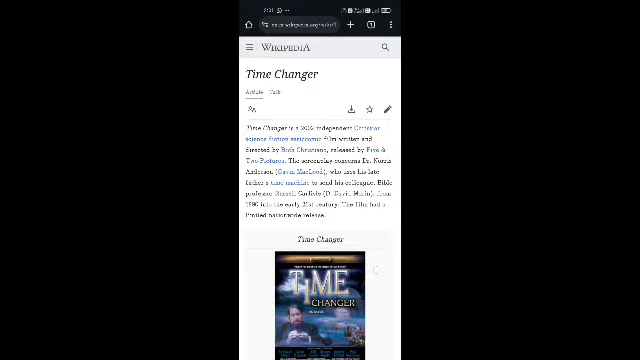 WIKIPEDIA
Time Changer
Article Talk
Time Changer is a 2002 independent Christian
science fiction seriocomic film written and
directed by Rich Christiano, released by Five &
Two Pictures. The screenplay concerns Dr. Norris
Anderson (Gavin MacLeod), who uses his late
father's time machine to send his colleague, Bible
professor Russell Carlisle (D. David Morin), from
1890 into the early 21st century. The film had a
limited nationwide release.
Time Changer
TIME
CHANGER